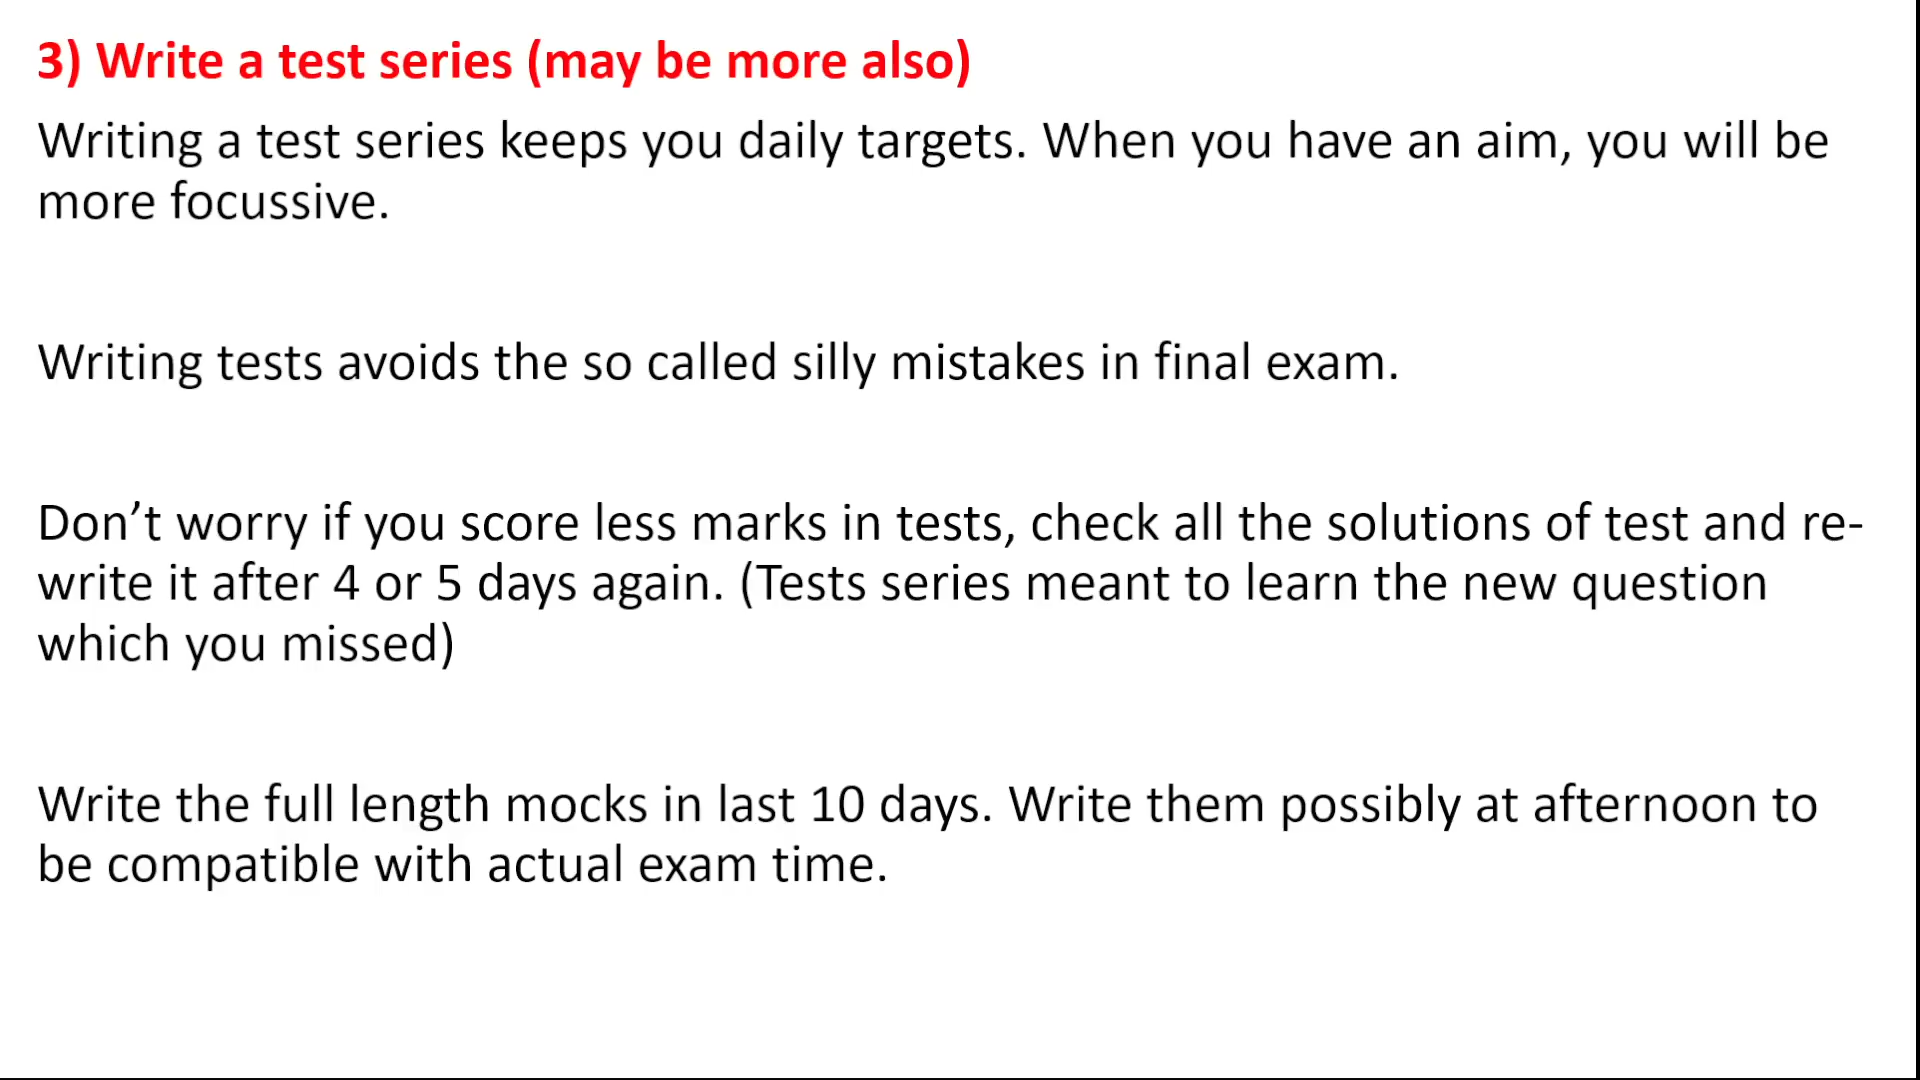 3) Write a test series (may be more also)
Writing a test series keeps you daily targets. When you have an aim, you will be
more focussive.
Writing tests avoids the so called silly mistakes in final exam.
Don’t worry if you score less marks in tests, check all the solutions of test and re-
write it after 4 or 5 days again. (Tests series meant to learn the new question
which you missed)
Write the full length mocks in last 10 days. Write them possibly at afternoon to
be compatible with actual exam time.